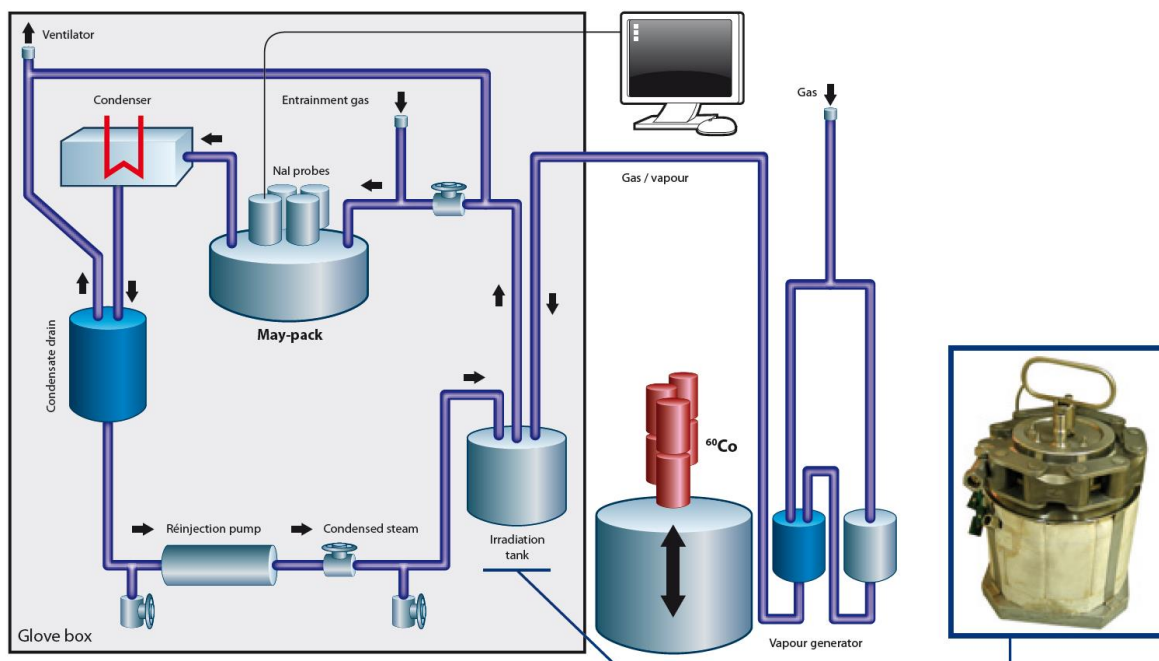 Ventilator
Condenser
Entrainment gas
Gas
NaI probes
Gas / vapour
May-pack
Condensate drain
⁶⁰Co
Réinjection pump
Condensed steam
Irradiation
tank
Vapour generator
Glove box